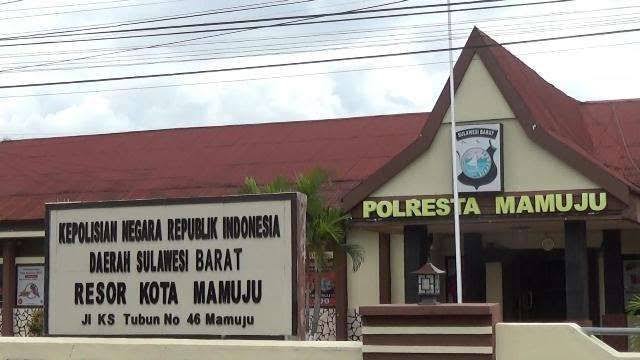 SULAWESI BARAT
POLRESTA MAMUJU
KEPOLISIAN NEGARA REPUBLIK INDONESIA
DAERAH SULAWESI BARAT
RESOR KOTA MAMUJU
Jl KS Tubun No 46 Mamuju